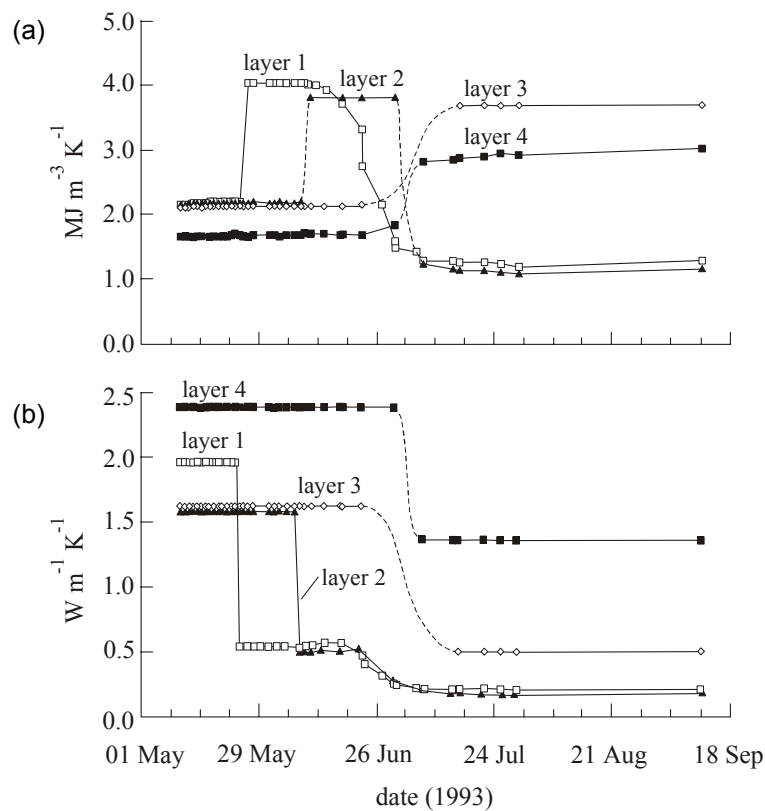 (a)
5.0
4.0
3.0
2.0
1.0
0.0
MJ m⁻³ K⁻¹
layer 1
layer 2
layer 3
layer 4
(b)
2.5
2.0
1.5
1.0
0.5
0.0
W m⁻¹ K⁻¹
layer 4
layer 1
layer 3
layer 2
01 May 29 May 26 Jun 24 Jul 21 Aug 18 Sep
date (1993)